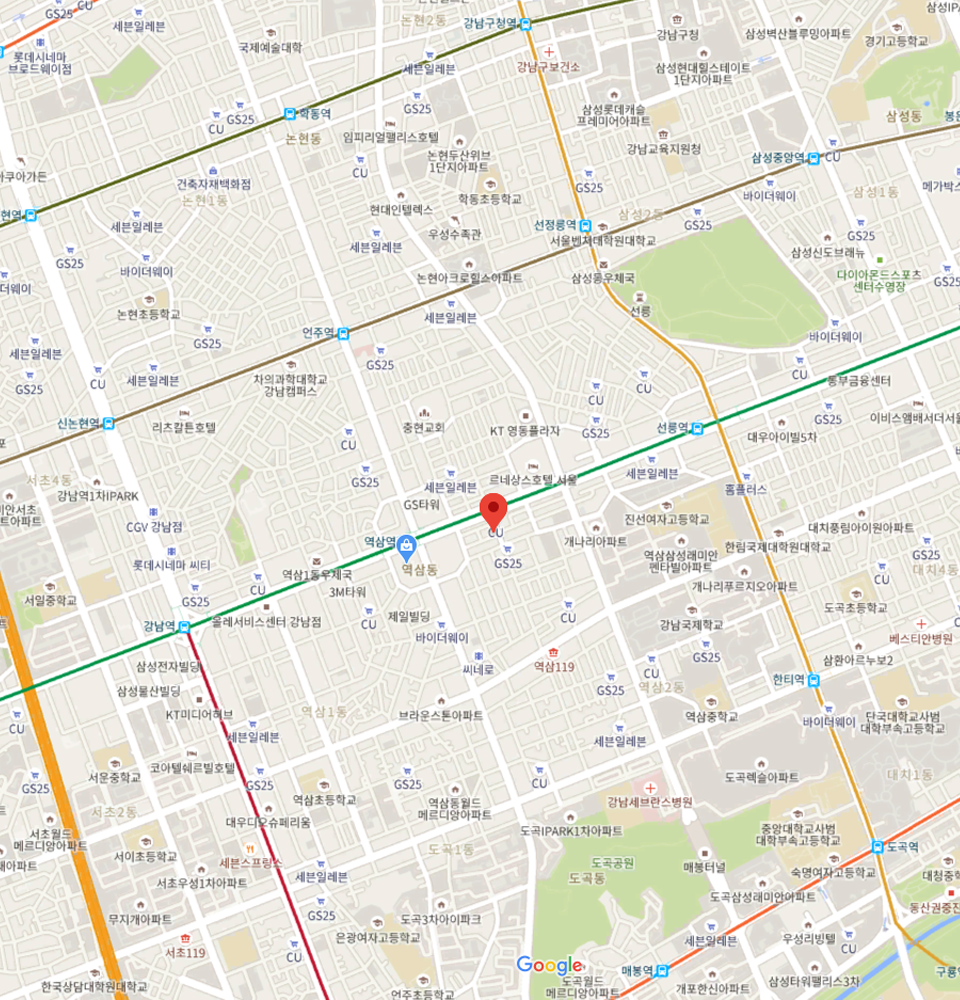 GS25
세븐일레븐
논현2동
강남구청역
강남구청
삼성벽산블루밍아파트
경기고등학교
국제예술대학
롯데시네마
브로드웨이점
세븐일레븐
강남구보건소
삼성현대힐스테이트
1단지아파트
CU
GS25
학동역
GS25
삼성롯데캐슬
프레미어아파트
삼성동
논현동
임피리얼팰리스호텔
논현두산위브
1단지아파트
강남교육지원청
삼성중앙역
CU
아쿠아가든
건축자재백화점
CU
GS25
바이더웨이
삼성1동
논현1동
현대인텔렉스
학동초등학교
현역
세븐일레븐
우성수족관
선정릉역
삼성2동
GS25
GS25
세븐일레븐
서울벤처대학원대학교
삼성신도브래뉴
GS25
바이더웨이
논현아크로힐스아파트
삼성동우체국
다이아몬드스포츠
센터수영장
GS25
논현초등학교
세븐일레븐
선릉
언주역
바이더웨이
세븐일레븐
GS25
GS25
CU
세븐일레븐
차의과학대학교
강남캠퍼스
CU
CU
CU
동부금융센터
GS25
신논현역
리츠칼튼호텔
충현교회
KT 영동플라자
GS25
선릉역
GS25
대우아이빌5차
CU
서초4동
GS25
세븐일레븐
르네상스호텔 서울
세븐일레븐
홈플러스
강남역1차IPARK
GS타워
CGV 강남점
CU
진선여자고등학교
대치풍림아이원아파트
역삼역
개나리아파트
한림국제대학원대학교
GS25
롯데시네마 씨티
역삼동
GS25
역삼삼성래미안
펜타빌아파트
대치4동
역삼1동우체국
GS25
개나리푸르지오아파트
CU
서일중학교
GS25
3M타워
도곡초등학교
강남역
올레서비스센터 강남점
CU
제일빌딩
CU
강남국제학교
바이더웨이
베스티안병원
삼성전자빌딩
씨네로
역삼119
GS25
CU
삼환아르누보2
삼성물산빌딩
GS25
역삼2동
한티역
KT미디어허브
역삼1동
브라운스톤아파트
역삼중학교
바이더웨이
단국대학교사범
대학부속고등학교
CU
세븐일레븐
세븐일레븐
코아텔쉐르빌호텔
서운중학교
GS25
GS25
GS25
CU
도곡렉슬아파트
대치1동
역삼초등학교
역삼동월드
메르디앙아파트
강남세브란스병원
서초2동
대우디오슈페리움
도곡IPARK1차아파트
중앙대학교사범
대학부속고등학교
서초월드
메르디앙아파트
서이초등학교
세븐스프링스
도곡1동
도곡공원
매봉터널
도곡역
서초우성1차아파트
세븐일레븐
도곡동
숙명여자고등학교
대청중학교
무지개아파트
GS25
도곡3차아이파크
도곡삼성래미안아파트
서초119
CU
은광여자고등학교
세븐일레븐
우성리빙텔
CU
Google
매봉역
한국상담대학원대학교
언주초등학교
도곡월드
메르디앙아파트
개포한신아파트
삼성타워팰리스3차